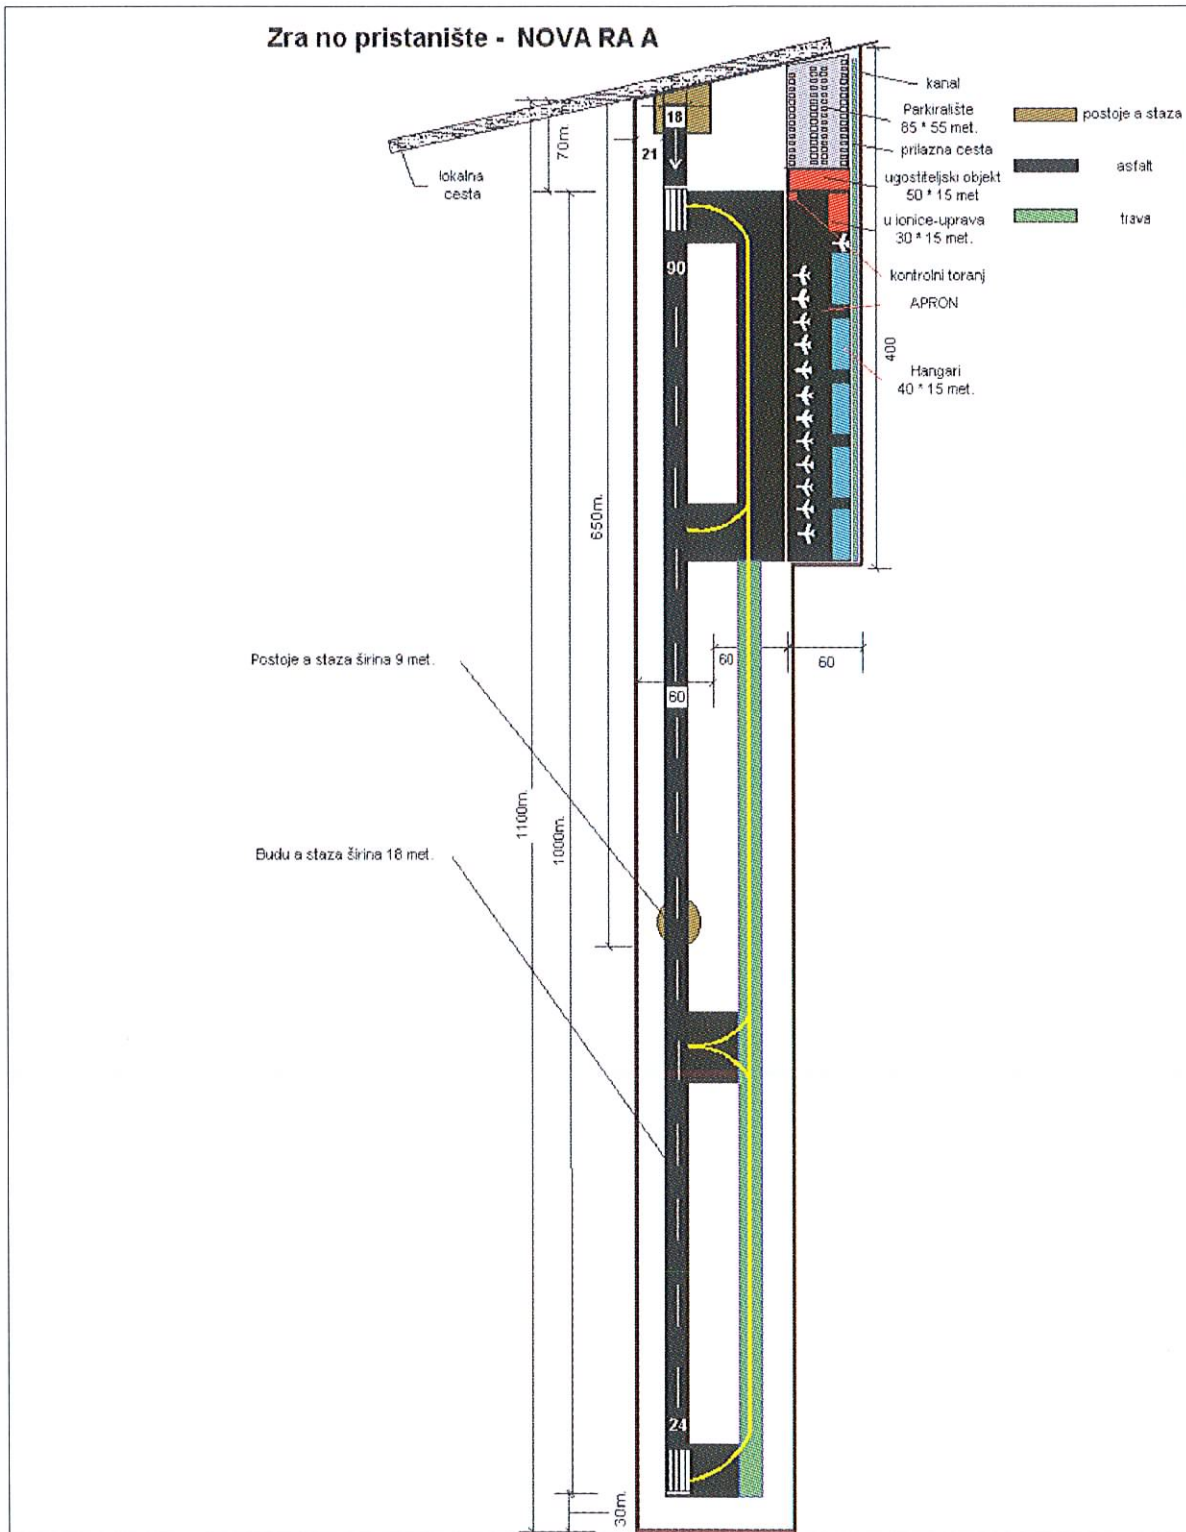 Zra no pristanište - NOVA RA A
kanal
Parkiralište
85 * 55 met.
prilazna cesta
ugostiteljski objekt
50 * 15 met
u ionice-uprava
30 * 15 met.
kontrolni toranj
APRON
Hangari
40 * 15 met.
postoje a staza
asfalt
trava
lokalna
cesta
18
21
70m.
90
400
650m.
60
60
60
Postoje a staza širina 9 met.
1100m.
1000m.
Budu a staza širina 18 met.
24
30m.